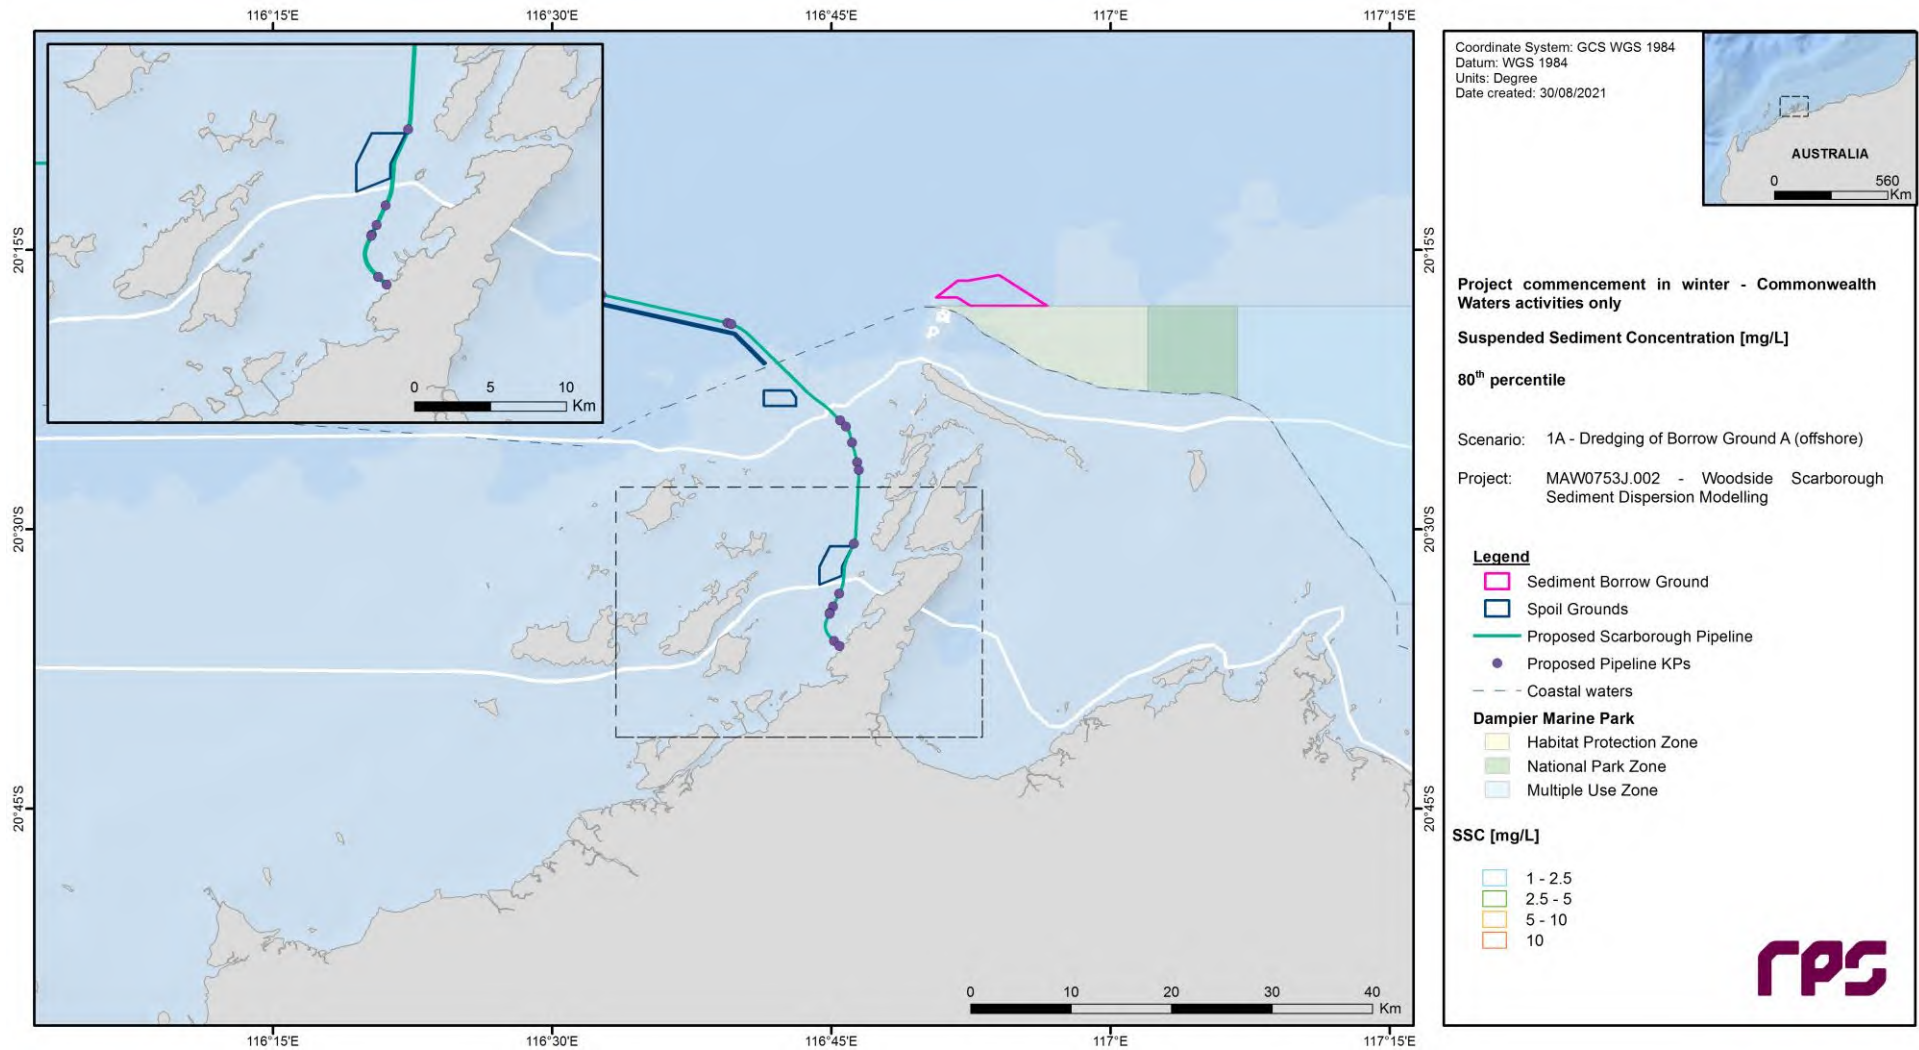 116°15'E
116°30'E
116°45'E
117°E
117°15'E
20°15'S
20°30'S
20°45'S
0 5 10
Km
0 10 20 30 40
Km
116°15'E
116°30'E
116°45'E
117°E
117°15'E
20°15'S
20°30'S
20°45'S
Coordinate System: GCS WGS 1984
Datum: WGS 1984
Units: Degree
Date created: 30/08/2021
AUSTRALIA
0 560
Km
Project commencement in winter - Commonwealth
Waters activities only
Suspended Sediment Concentration [mg/L]
80th percentile
Scenario: 1A - Dredging of Borrow Ground A (offshore)
Project: MAW0753J.002 - Woodside Scarborough
Sediment Dispersion Modelling
Legend
Sediment Borrow Ground
Spoil Grounds
Proposed Scarborough Pipeline
Proposed Pipeline KPs
Coastal waters
Dampier Marine Park
Habitat Protection Zone
National Park Zone
Multiple Use Zone
SSC [mg/L]
1 - 2.5
2.5 - 5
5 - 10
10
rps